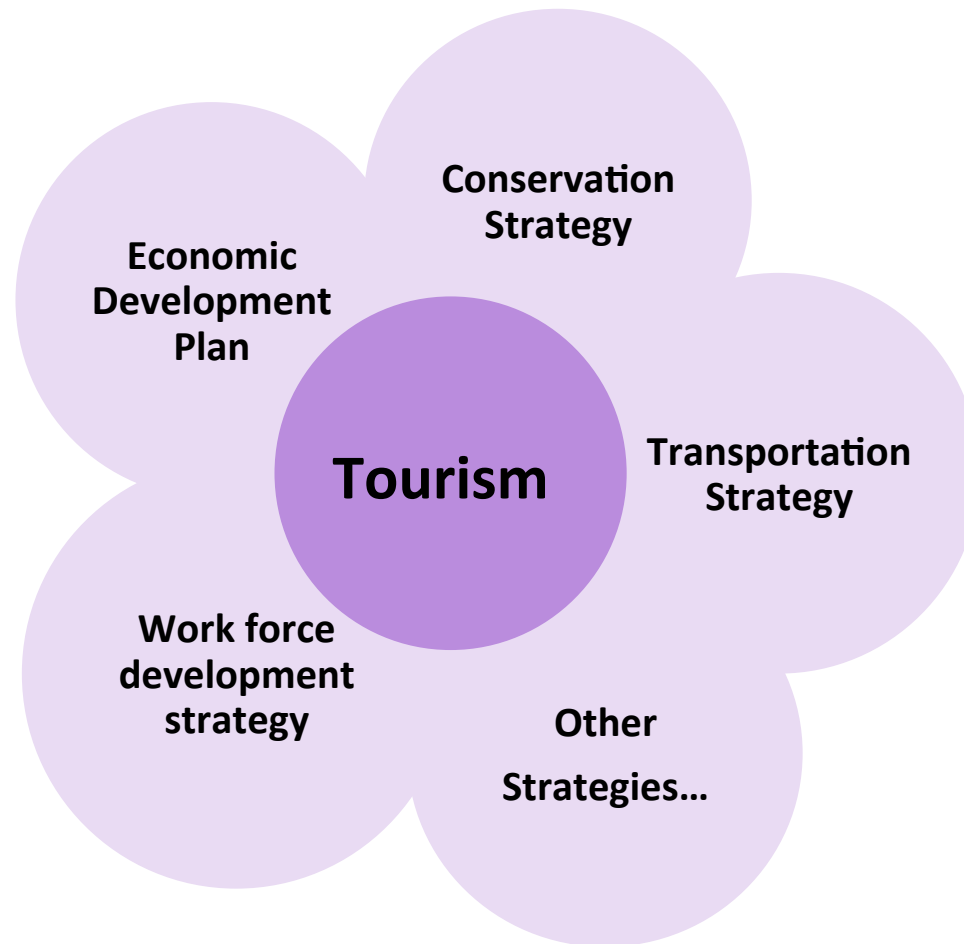 Conservation
Strategy
Economic
Development
Plan
Tourism
Transportation
Strategy
Work force
development
strategy
Other
Strategies…